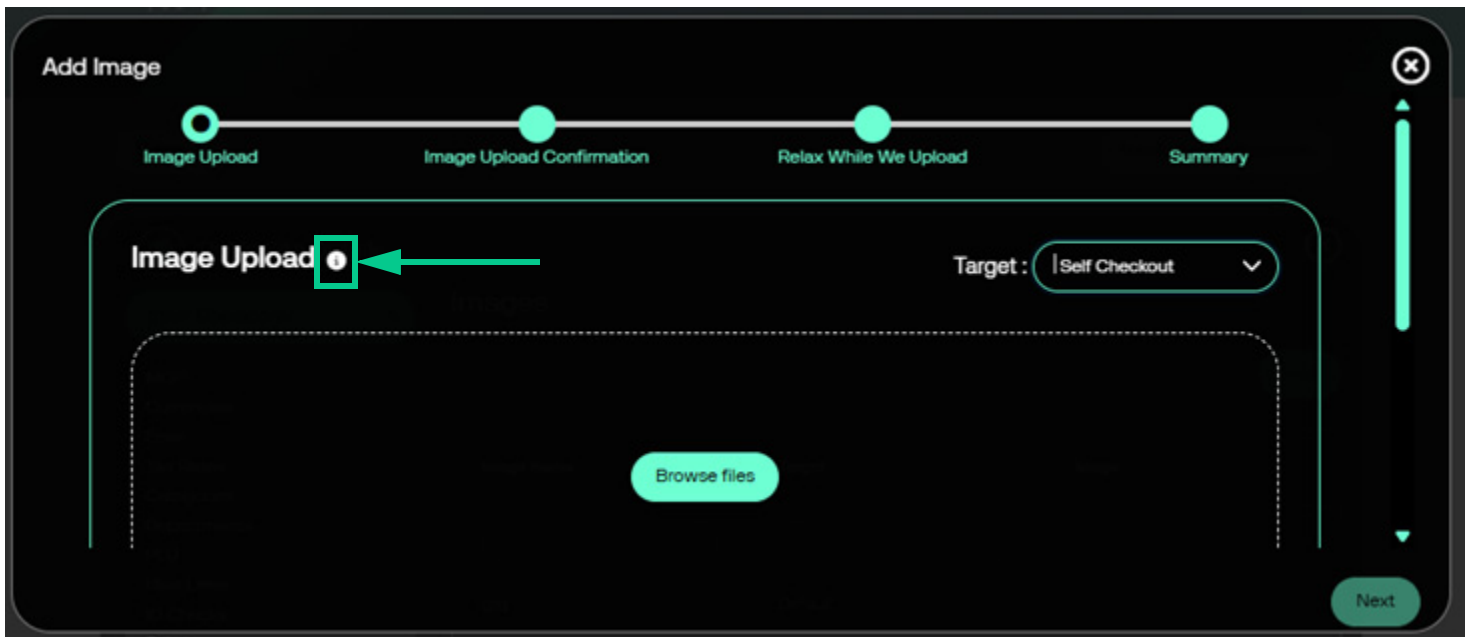 Add Image
Image Upload
Image Upload Confirmation
Relax While We Upload
Summary
Image Upload
Target :
Self Checkout
Browse files
Next